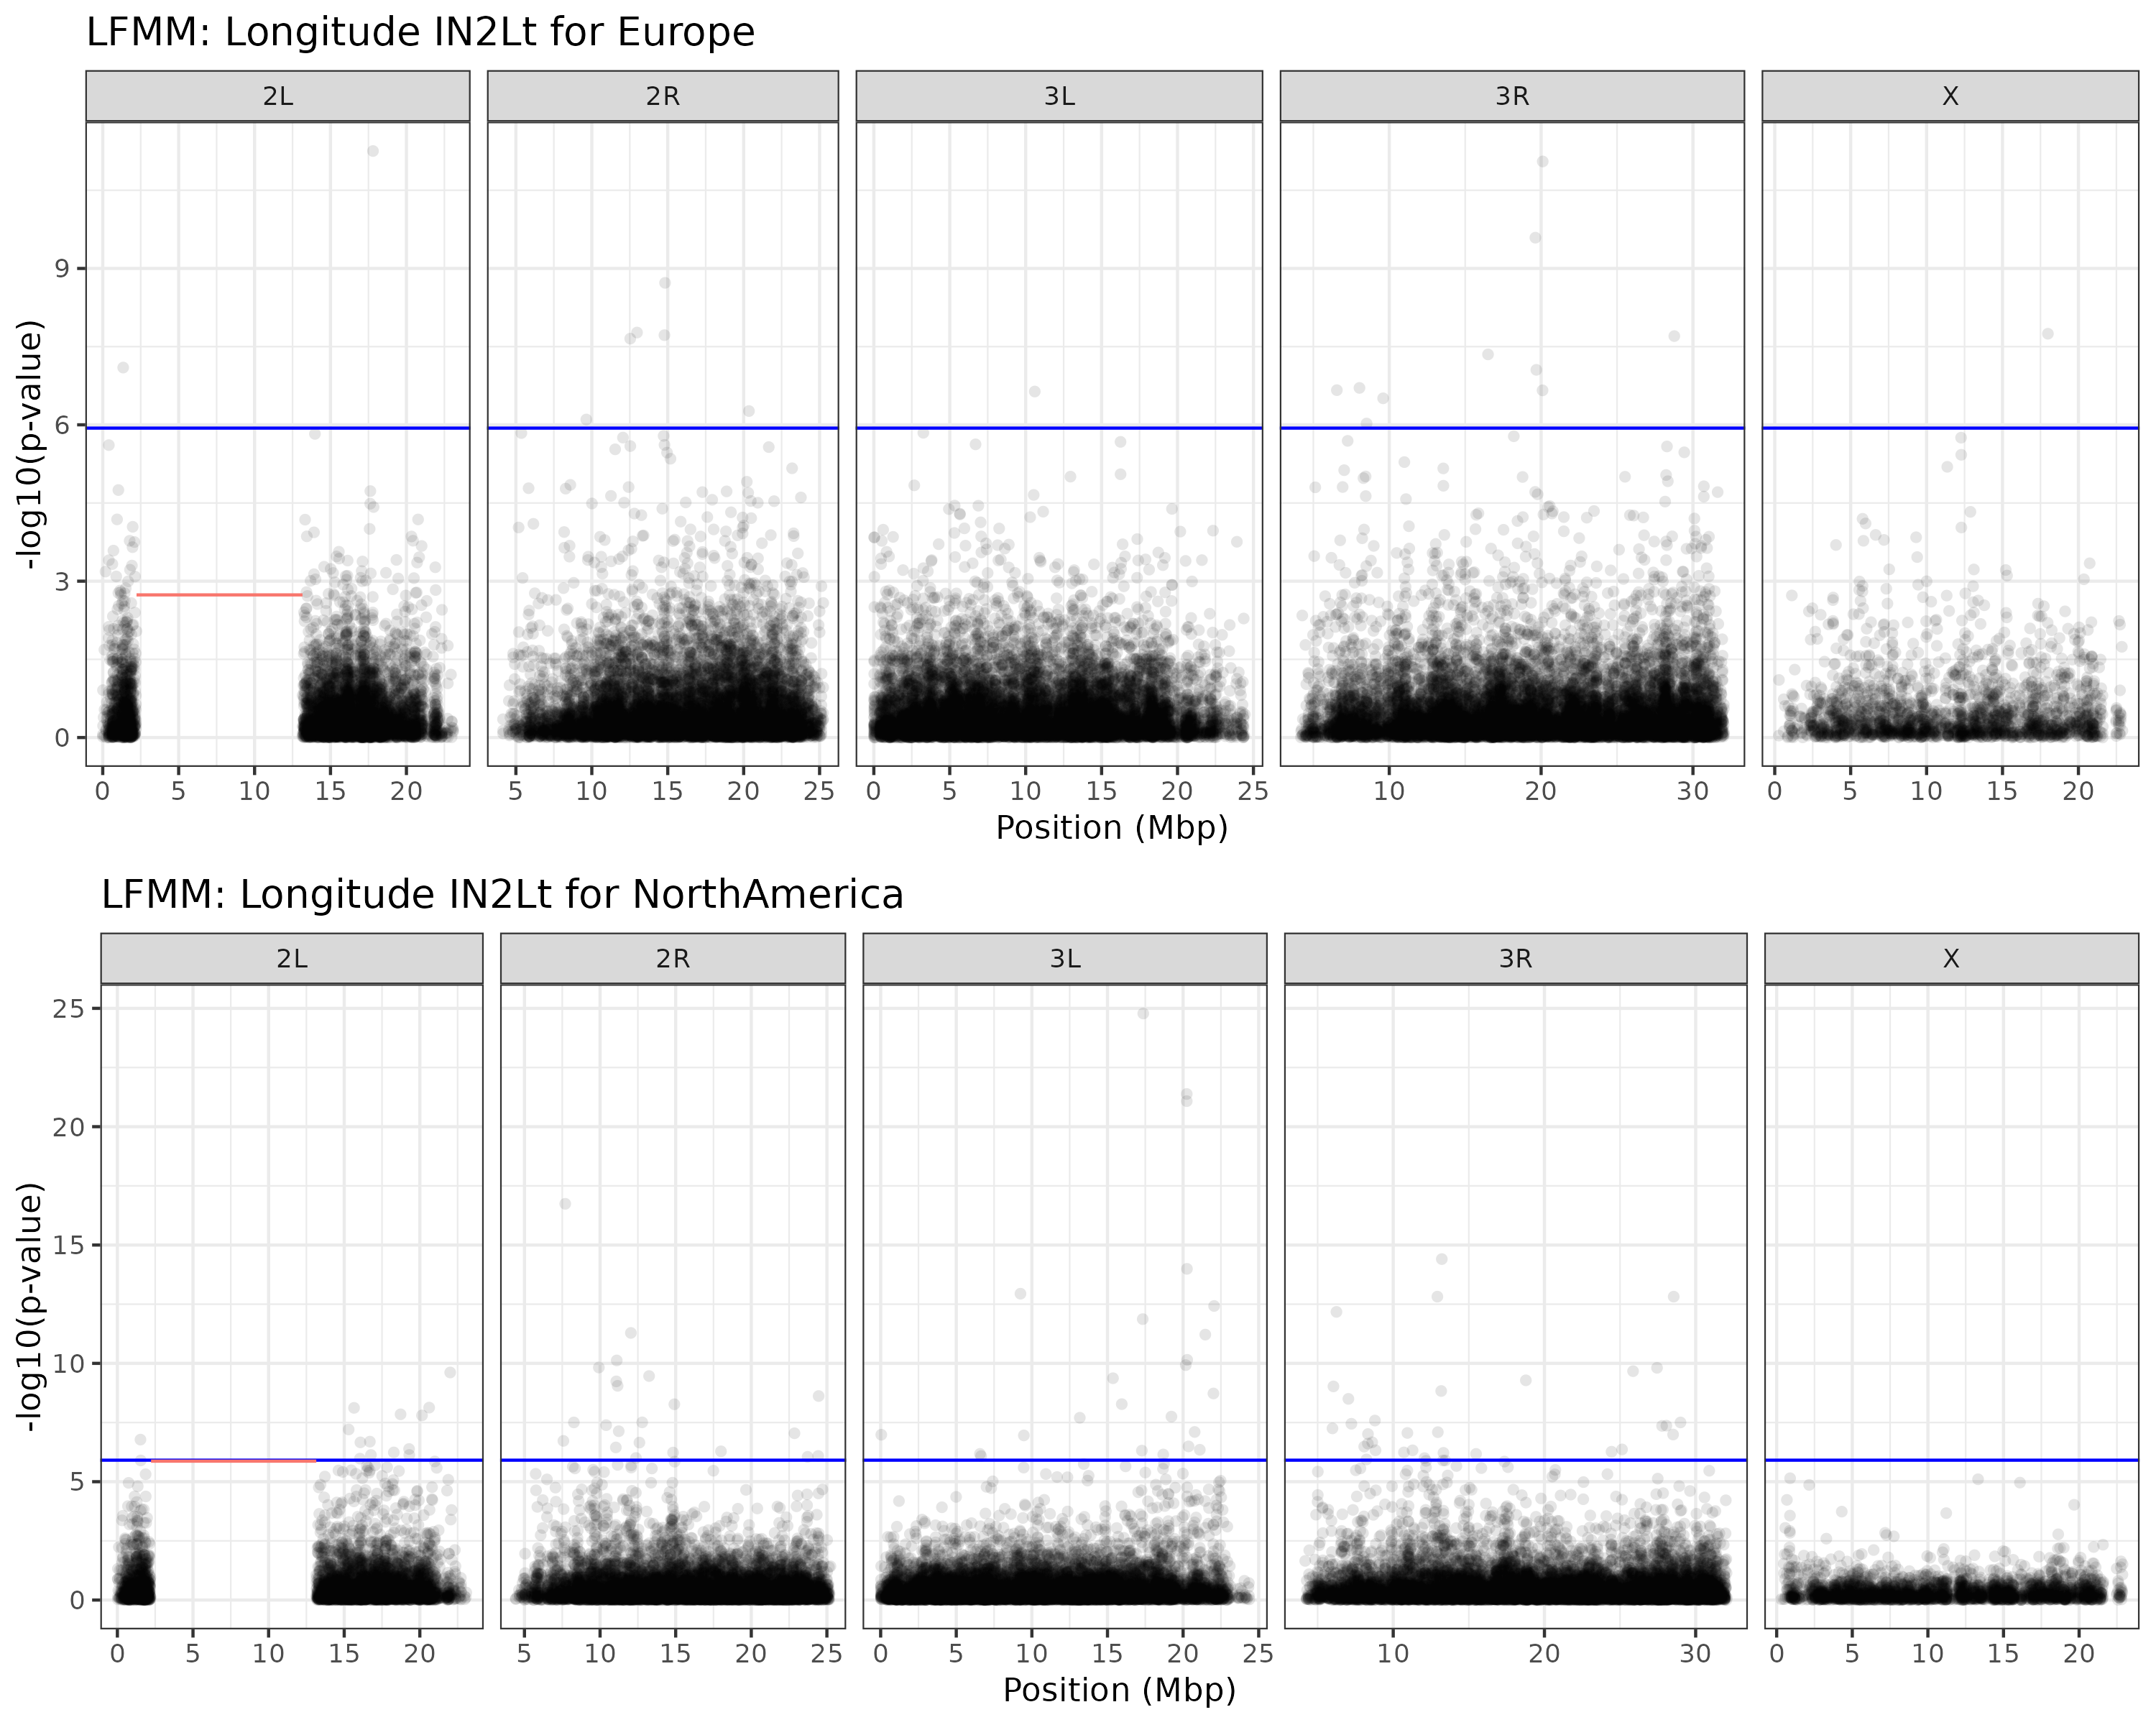 LFMM: Longitude IN2Lt for Europe
2L 2R 3L 3R X
-log10(p-value)
9
6
3
0
0 5 10 15 20 5 10 15 20 25 0 5 10 15 20 25 10 20 30 0 5 10 15 20
Position (Mbp)
LFMM: Longitude IN2Lt for NorthAmerica
2L 2R 3L 3R X
-log10(p-value)
25
20
15
10
5
0
0 5 10 15 20 5 10 15 20 25 0 5 10 15 20 25 10 20 30 0 5 10 15 20
Position (Mbp)